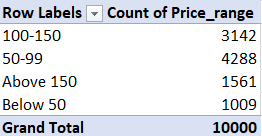 Row Labels Count of Price_range
100-150 3142
50-99 4288
Above 150 1561
Below 50 1009
Grand Total 10000